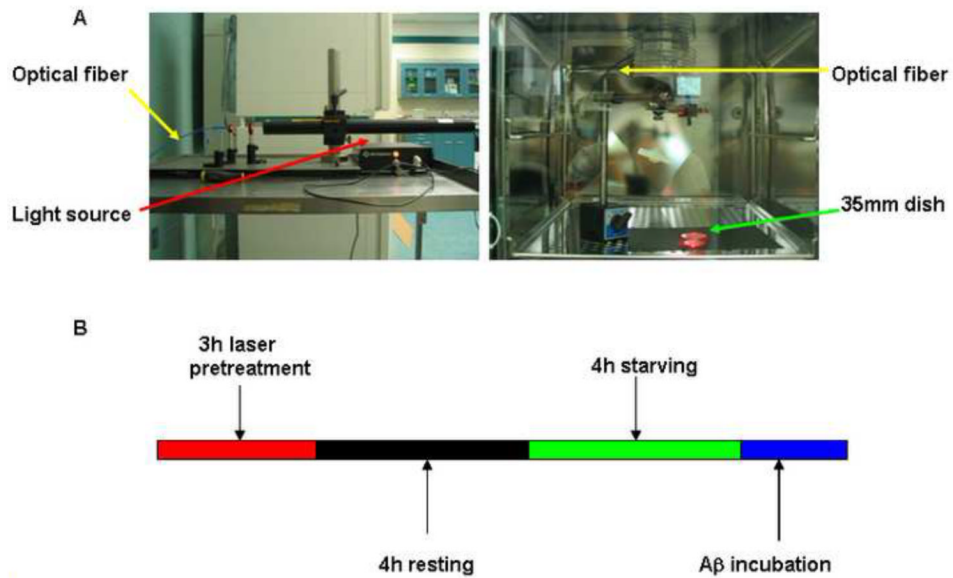 A
Optical fiber
Optical fiber
35mm dish
Light source
B
3h laser
pretreatment
4h starving
4h resting
Aβ incubation